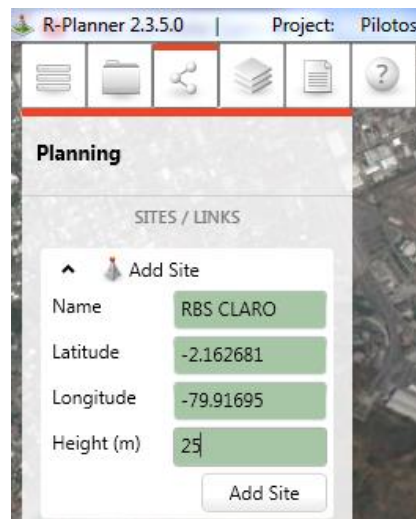 R-Planner 2.3.5.0 | Project: Pilotos
?
Planning
SITES / LINKS
Add Site
Name RBS CLARO
Latitude -2.162681
Longitude -79.91695
Height (m) 25
Add Site